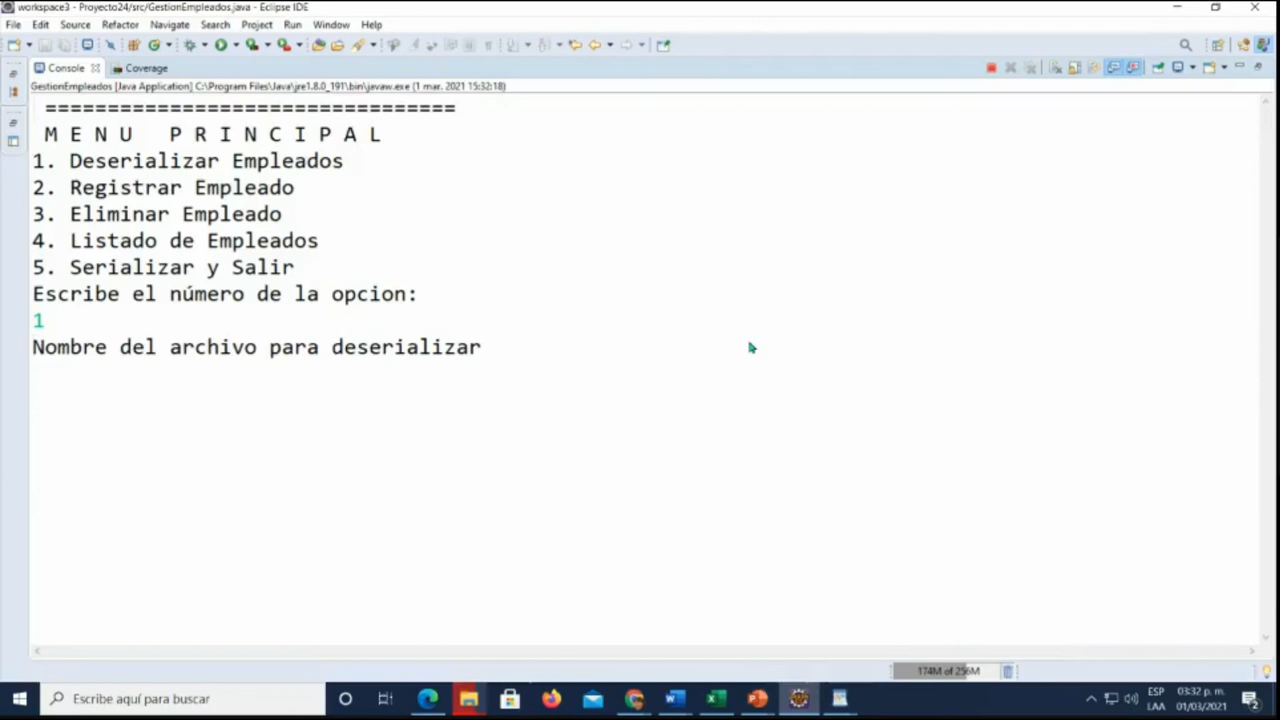 workspace3 - Proyecto24/src/GestionEmpleados.java - Eclipse IDE
File Edit Source Refactor Navigate Search Project Run Window Help
Console Coverage
GestionEmpleados [Java Application] C:\Program Files\Java\jre1.8.0_191\bin\javaw.exe (1 mar. 2021 15:32:18)
=================================
M E N U   P R I N C I P A L
1. Deserializar Empleados
2. Registrar Empleado
3. Eliminar Empleado
4. Listado de Empleados
5. Serializar y Salir
Escribe el número de la opcion:
1
Nombre del archivo para deserializar
174M of 256M
Escribe aquí para buscar
ESP 03:32 p. m.
LAA 01/03/2021 2